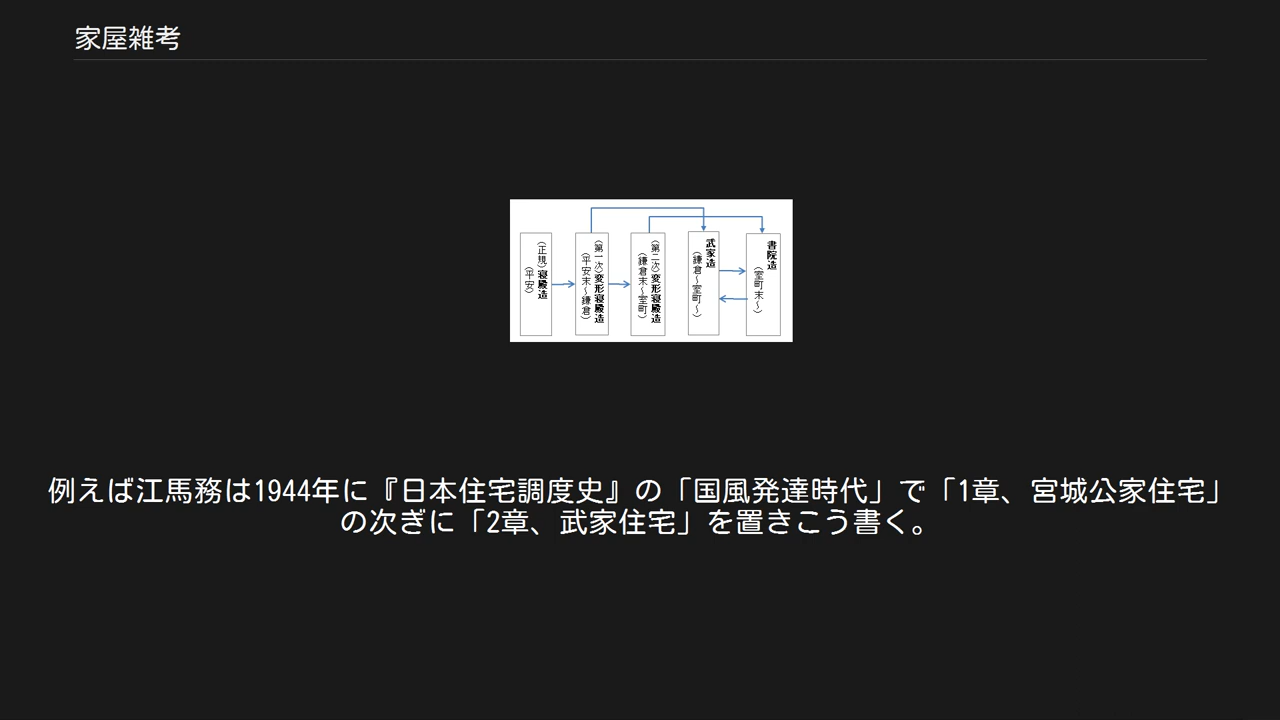 家屋雑考
(正規)寝殿造
(平安)
(第一次)変形寝殿造
(平安末～鎌倉)
(第二次)変形寝殿造
(鎌倉末～室町)
武家造
(鎌倉～室町～)
書院造
(室町末～)
例えば江馬務は1944年に『日本住宅調度史』の「国風発達時代」で「1章、宮城公家住宅」
の次ぎに「2章、武家住宅」を置きこう書く。